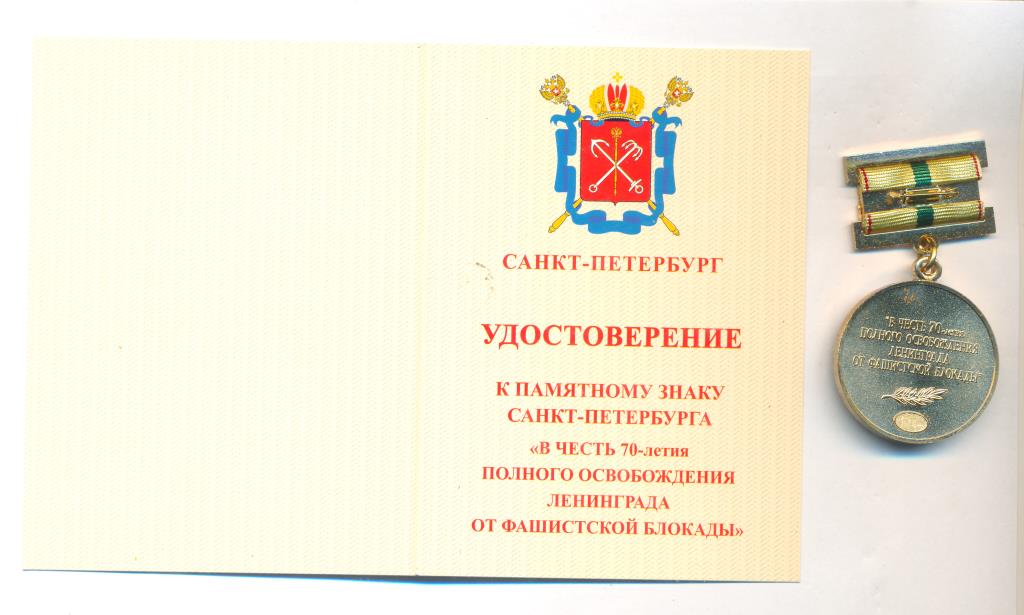 САНКТ-ПЕТЕРБУРГ
УДОСТОВЕРЕНИЕ
К ПАМЯТНОМУ ЗНАКУ
САНКТ-ПЕТЕРБУРГА
«В ЧЕСТЬ 70-летия
ПОЛНОГО ОСВОБОЖДЕНИЯ
ЛЕНИНГРАДА
ОТ ФАШИСТСКОЙ БЛОКАДЫ»
"В ЧЕСТЬ 70-летия
ПОЛНОГО ОСВОБОЖДЕНИЯ
ЛЕНИНГРАДА
ОТ ФАШИСТСКОЙ БЛОКАДЫ"